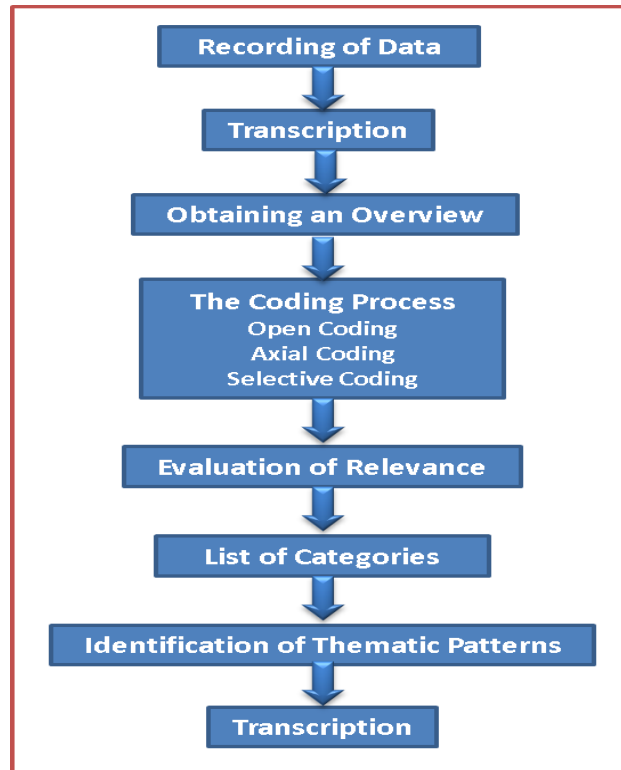 Recording of Data
Transcription
Obtaining an Overview
The Coding Process
Open Coding
Axial Coding
Selective Coding
Evaluation of Relevance
List of Categories
Identification of Thematic Patterns
Transcription